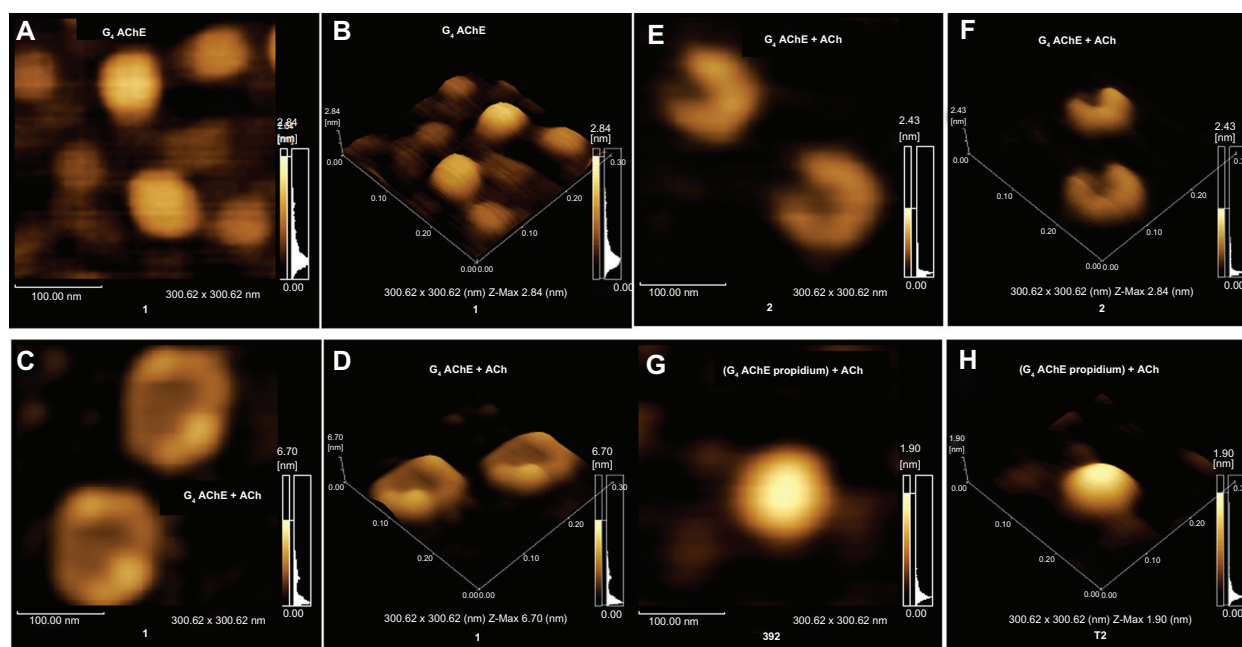 A
G₄ AChE
2.84
[nm]
0.00
100.00 nm
300.62 x 300.62 nm
1
B
G₄ AChE
2.84
[nm]
0.00
0.10
0.20
0.00
0.00
0.10
0.20
0.30
2.84
[nm]
0.00
300.62 x 300.62 (nm) Z-Max 2.84 (nm)
1
E
G₄ AChE + ACh
2.43
[nm]
0.00
100.00 nm
300.62 x 300.62 nm
2
F
G₄ AChE + ACh
2.43
[nm]
0.00
0.10
0.20
0.00
0.00
0.10
0.20
2.43
[nm]
0.00
300.62 x 300.62 (nm) Z-Max 2.84 (nm)
2
C
G₄ AChE + ACh
6.70
[nm]
0.00
100.00 nm
300.62 x 300.62 nm
1
D
G₄ AChE + ACh
6.70
[nm]
0.00
0.10
0.20
0.00
0.00
0.10
0.20
0.30
6.70
[nm]
0.00
300.62 x 300.62 (nm) Z-Max 6.70 (nm)
1
G
(G₄ AChE propidium) + ACh
1.90
[nm]
0.00
100.00 nm
300.62 x 300.62 nm
392
H
(G₄ AChE propidium) + ACh
1.90
[nm]
0.00
0.10
0.20
0.00
0.00
0.10
0.20
1.90
[nm]
0.00
300.62 x 300.62 (nm) Z-Max 1.90 (nm)
T2